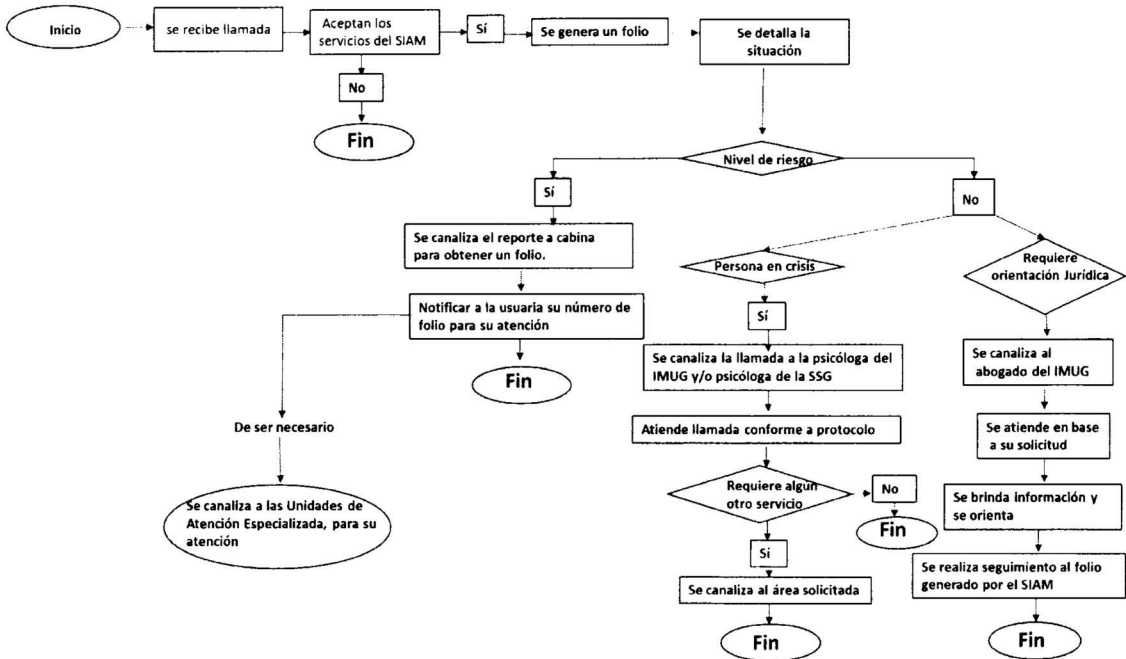 Inicio
se recibe llamada
Aceptan los
servicios del SIAM
Sí
Se genera un folio
Se detalla la
situación
No
Fin
Nivel de riesgo
Sí
No
Se canaliza el reporte a cabina
para obtener un folio.
Notificar a la usuaria su número de
folio para su atención
Fin
De ser necesario
Se canaliza a las Unidades de
Atención Especializada, para su
atención
Persona en crisis
Sí
Se canaliza la llamada a la psicóloga del
IMUG y/o psicóloga de la SSG
Atiende llamada conforme a protocolo
Requiere algún
otro servicio
No
Fin
Sí
Se canaliza al área solicitada
Fin
Requiere
orientación Jurídica
Se canaliza al
abogado del IMUG
Se atiende en base
a su solicitud
Se brinda información y
se orienta
Se realiza seguimiento al folio
generado por el SIAM
Fin